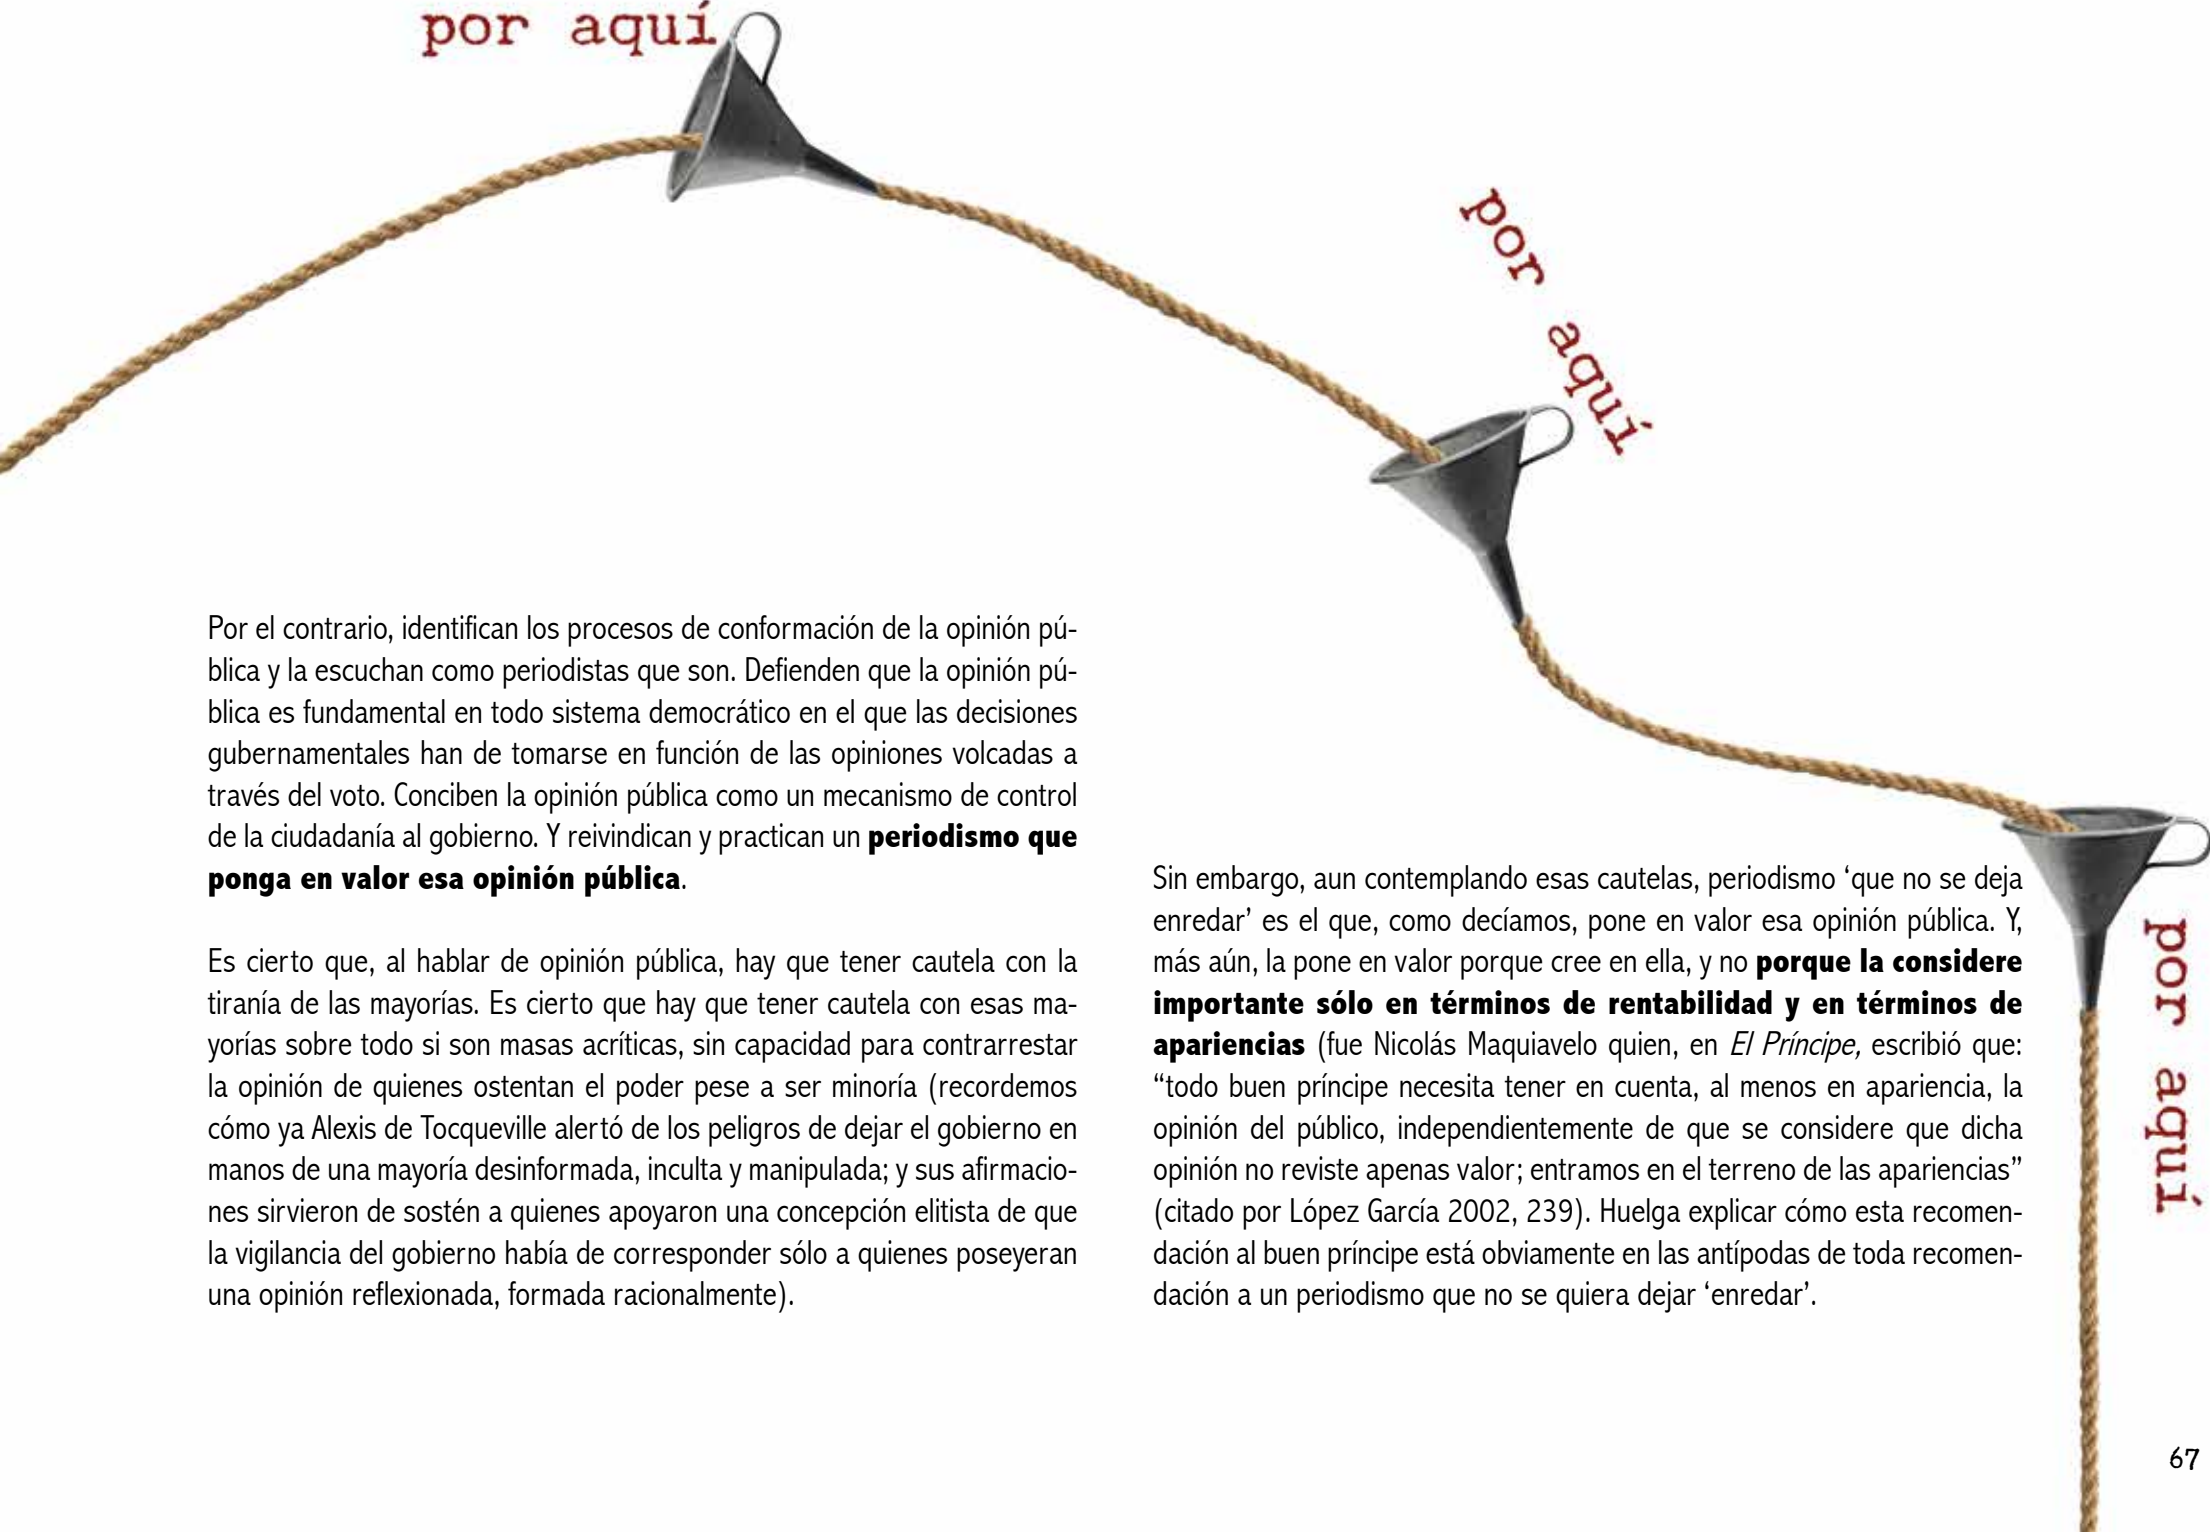 por aquí
por aquí
Por el contrario, identifican los procesos de conformación de la opinión pú-
blica y la escuchan como periodistas que son. Defienden que la opinión pú-
blica es fundamental en todo sistema democrático en el que las decisiones
gubernamentales han de tomarse en función de las opiniones volcadas a
través del voto. Conciben la opinión pública como un mecanismo de control
de la ciudadanía al gobierno. Y reivindican y practican un periodismo que
ponga en valor esa opinión pública.
Es cierto que, al hablar de opinión pública, hay que tener cautela con la
tiranía de las mayorías. Es cierto que hay que tener cautela con esas ma-
yorías sobre todo si son masas acríticas, sin capacidad para contrarrestar
la opinión de quienes ostentan el poder pese a ser minoría (recordemos
cómo ya Alexis de Tocqueville alertó de los peligros de dejar el gobierno en
manos de una mayoría desinformada, inculta y manipulada; y sus afirmacio-
nes sirvieron de sostén a quienes apoyaron una concepción elitista de que
la vigilancia del gobierno había de corresponder sólo a quienes poseyeran
una opinión reflexionada, formada racionalmente).
Sin embargo, aun contemplando esas cautelas, periodismo ‘que no se deja
enredar’ es el que, como decíamos, pone en valor esa opinión pública. Y,
más aún, la pone en valor porque cree en ella, y no porque la considere
importante sólo en términos de rentabilidad y en términos de
apariencias (fue Nicolás Maquiavelo quien, en El Príncipe, escribió que:
“todo buen príncipe necesita tener en cuenta, al menos en apariencia, la
opinión del público, independientemente de que se considere que dicha
opinión no reviste apenas valor; entramos en el terreno de las apariencias”
(citado por López García 2002, 239). Huelga explicar cómo esta recomen-
dación al buen príncipe está obviamente en las antípodas de toda recomen-
dación a un periodismo que no se quiera dejar ‘enredar’.
por aquí
67